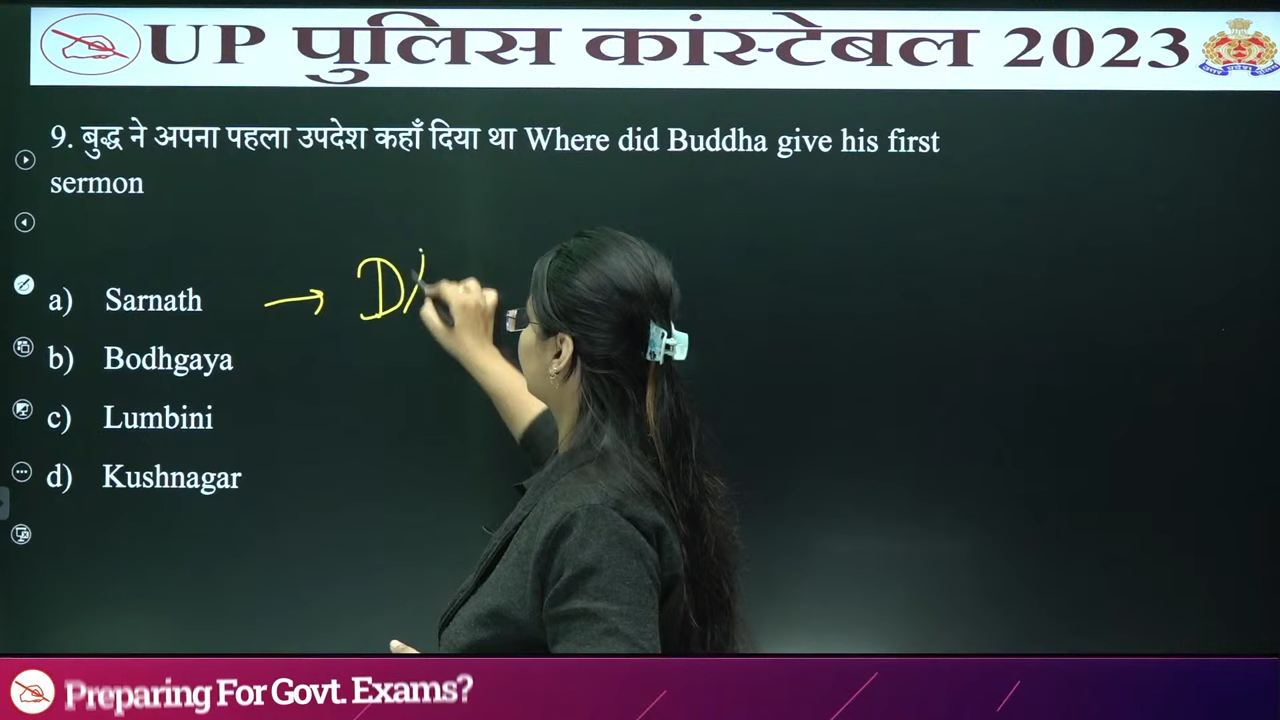 UP पुलिस कांस्टेबल 2023
9. बुद्ध ने अपना पहला उपदेश कहाँ दिया था Where did Buddha give his first
sermon
a) Sarnath → D
b) Bodhgaya
c) Lumbini
d) Kushnagar
Preparing For Govt. Exams?